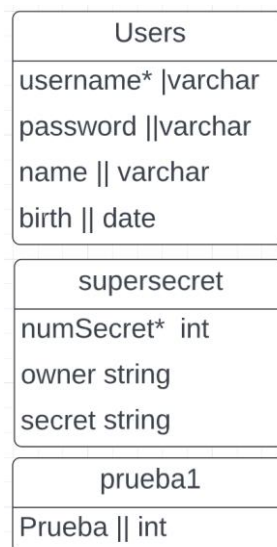 Users
username* |varchar
password ||varchar
name || varchar
birth || date
supersecret
numSecret* int
owner string
secret string
prueba1
Prueba || int